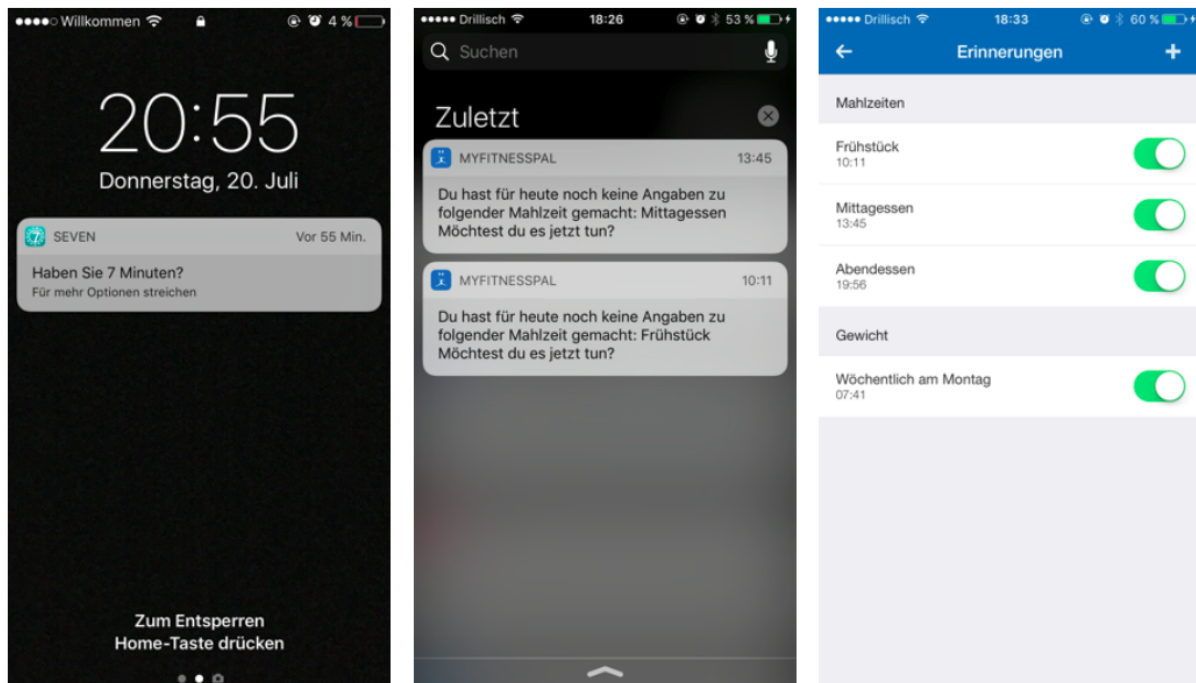 Willkommen 4 %
20:55
Donnerstag, 20. Juli
7 SEVEN Vor 55 Min.
Haben Sie 7 Minuten?
Für mehr Optionen streichen
Zum Entsperren
Home-Taste drücken
Drillisch 18:26 53 %
Suchen
Zuletzt
MYFITNESSPAL 13:45
Du hast für heute noch keine Angaben zu
folgender Mahlzeit gemacht: Mittagessen
Möchtest du es jetzt tun?
MYFITNESSPAL 10:11
Du hast für heute noch keine Angaben zu
folgender Mahlzeit gemacht: Frühstück
Möchtest du es jetzt tun?
Drillisch 18:33 60 %
Erinnerungen
Mahlzeiten
Frühstück
10:11
Mittagessen
13:45
Abendessen
19:56
Gewicht
Wöchentlich am Montag
07:41